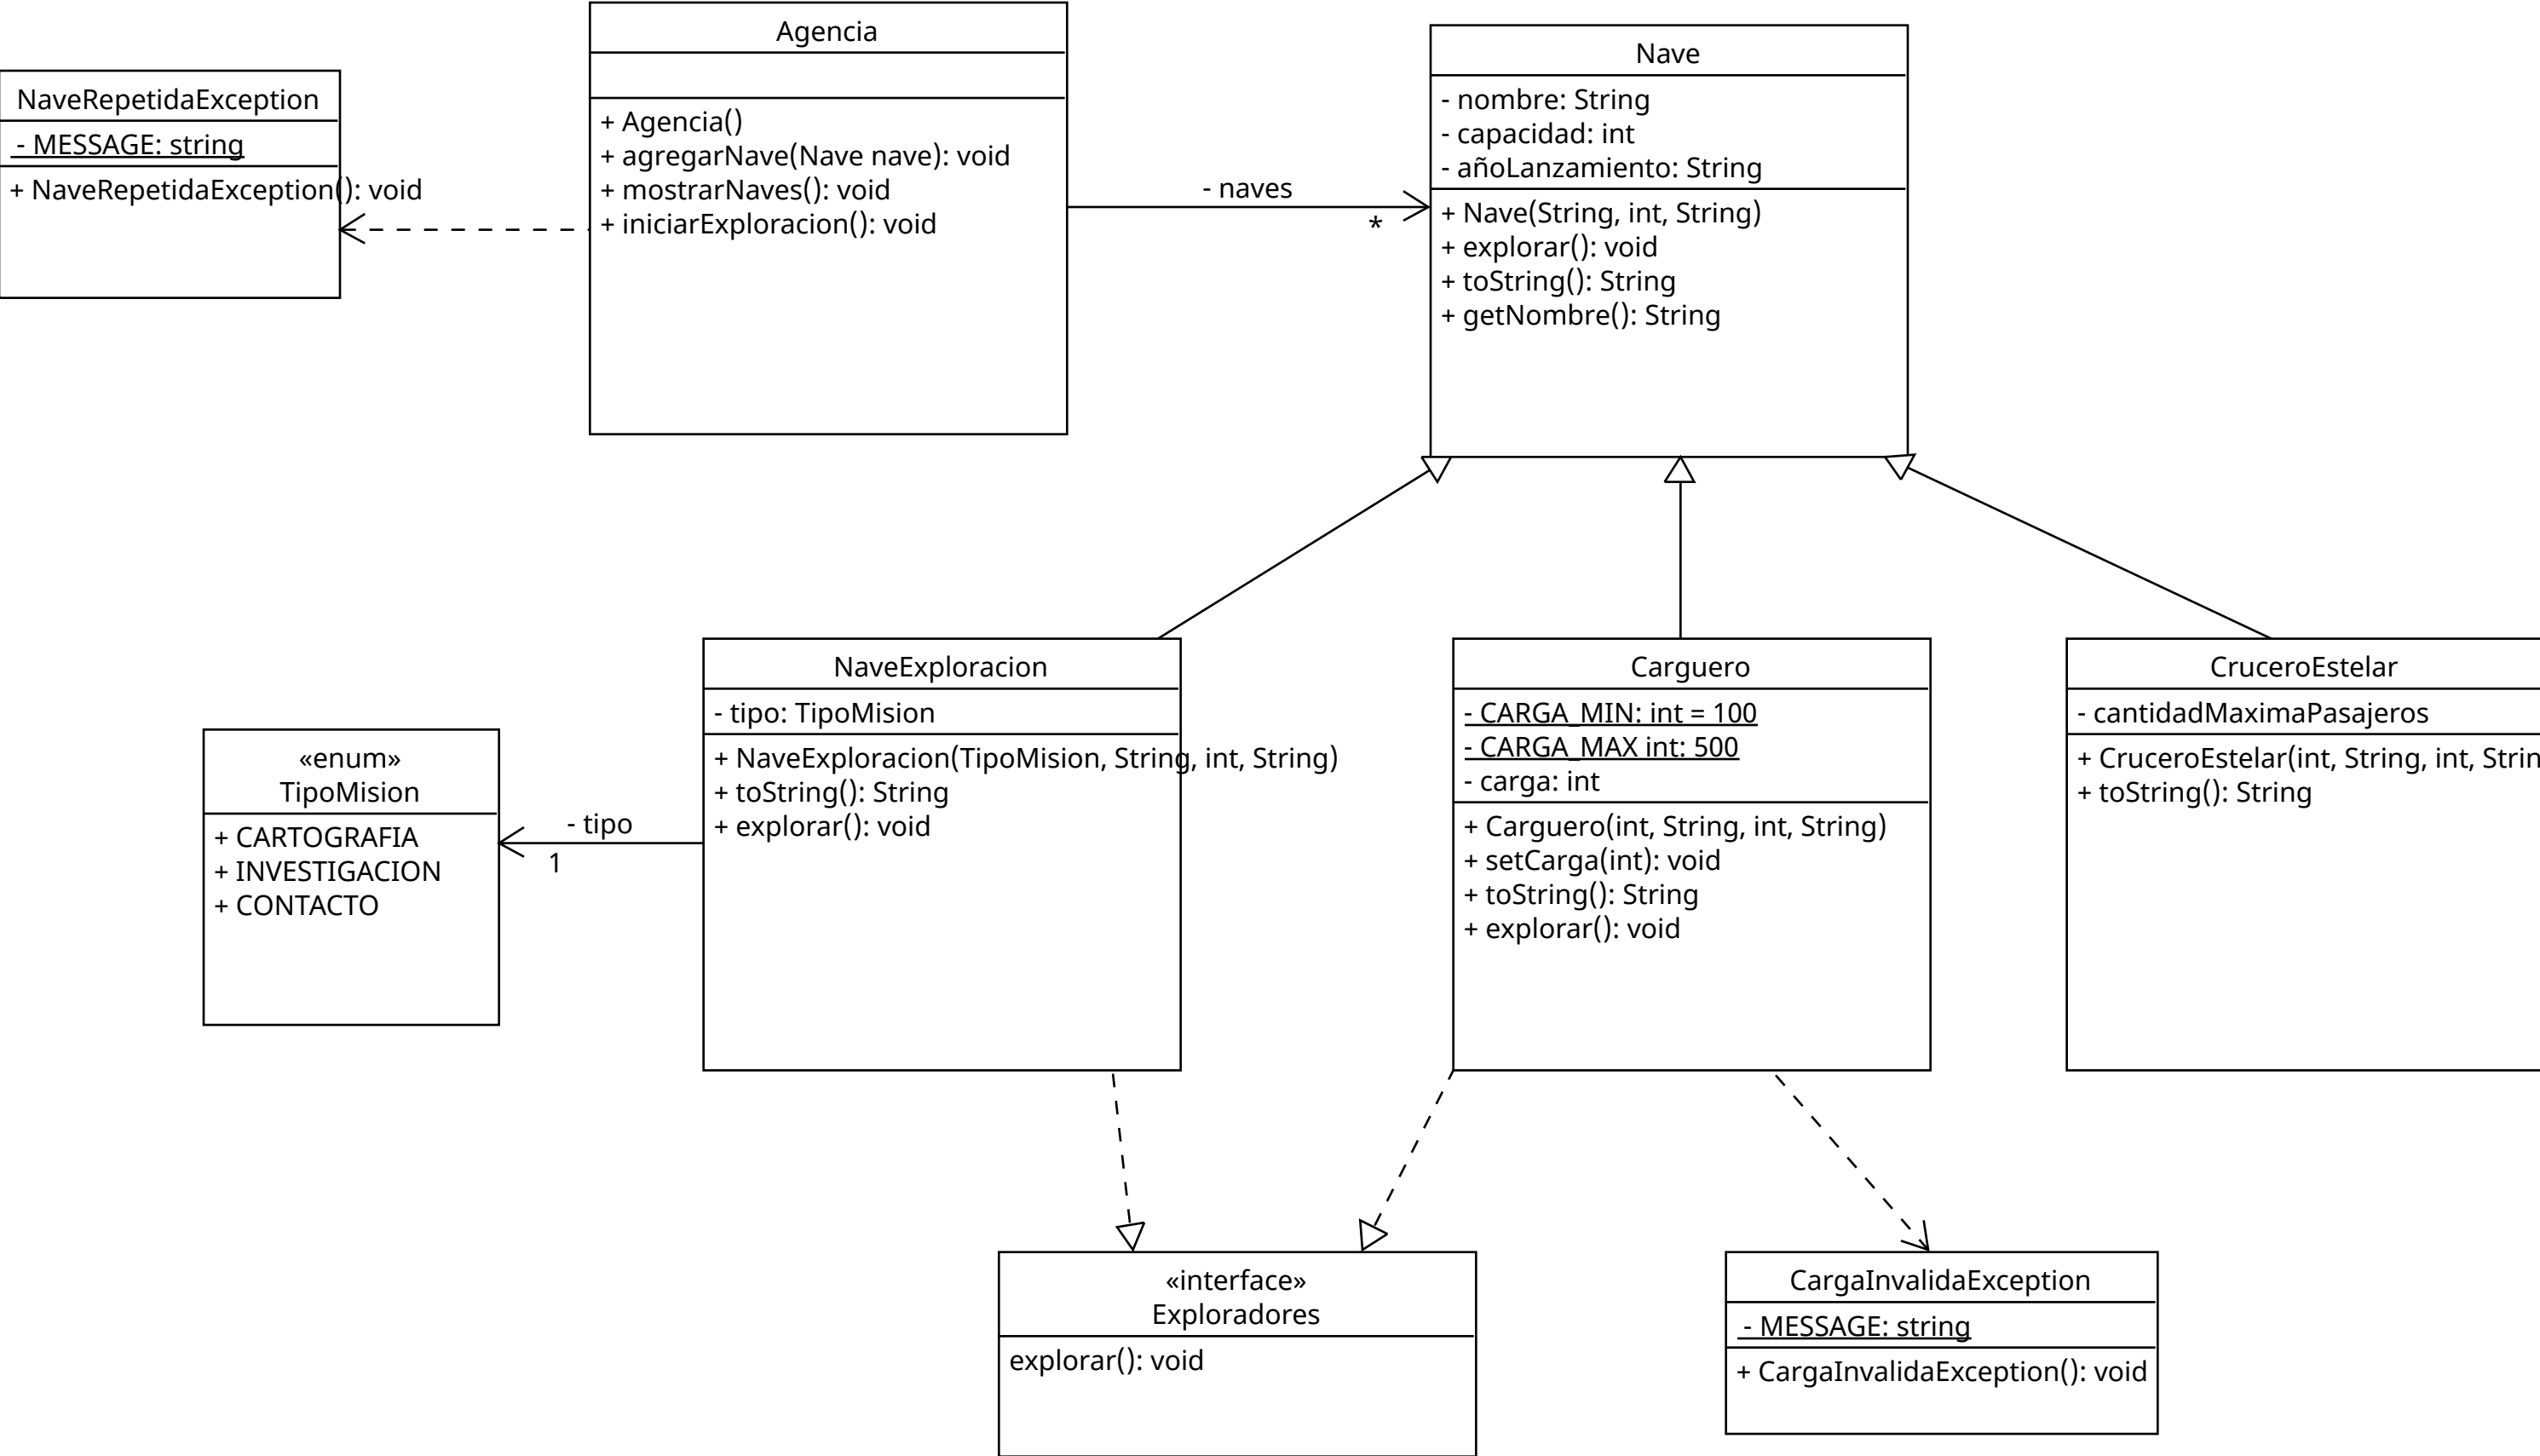 NaveRepetidaException
- MESSAGE: string
+ NaveRepetidaException(): void
Agencia
+ Agencia()
+ agregarNave(Nave nave): void
+ mostrarNaves(): void
+ iniciarExploracion(): void
- naves
*
Nave
- nombre: String
- capacidad: int
- añoLanzamiento: String
+ Nave(String, int, String)
+ explorar(): void
+ toString(): String
+ getNombre(): String
«enum»
TipoMision
+ CARTOGRAFIA
+ INVESTIGACION
+ CONTACTO
- tipo
1
NaveExploracion
- tipo: TipoMision
+ NaveExploracion(TipoMision, String, int, String)
+ toString(): String
+ explorar(): void
Carguero
- CARGA_MIN: int = 100
- CARGA_MAX int: 500
- carga: int
+ Carguero(int, String, int, String)
+ setCarga(int): void
+ toString(): String
+ explorar(): void
CruceroEstelar
- cantidadMaximaPasajeros
+ CruceroEstelar(int, String, int, Strin
+ toString(): String
«interface»
Exploradores
explorar(): void
CargaInvalidaException
- MESSAGE: string
+ CargaInvalidaException(): void